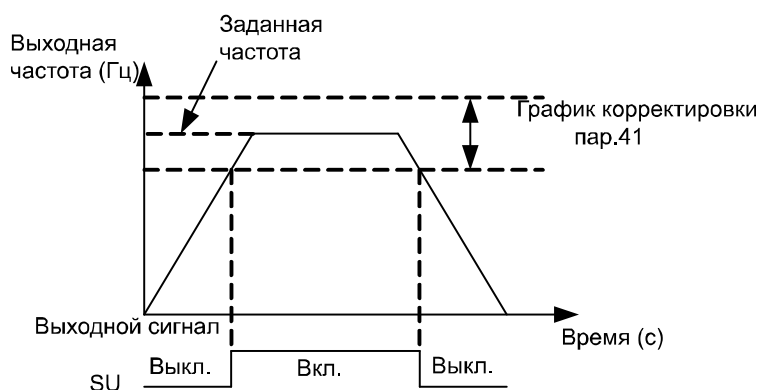 Заданная
частота
Выходная
частота (Гц)
График корректировки
пар.41
Выходной сигнал
Время (с)
Выкл.
Вкл.
Выкл.
SU